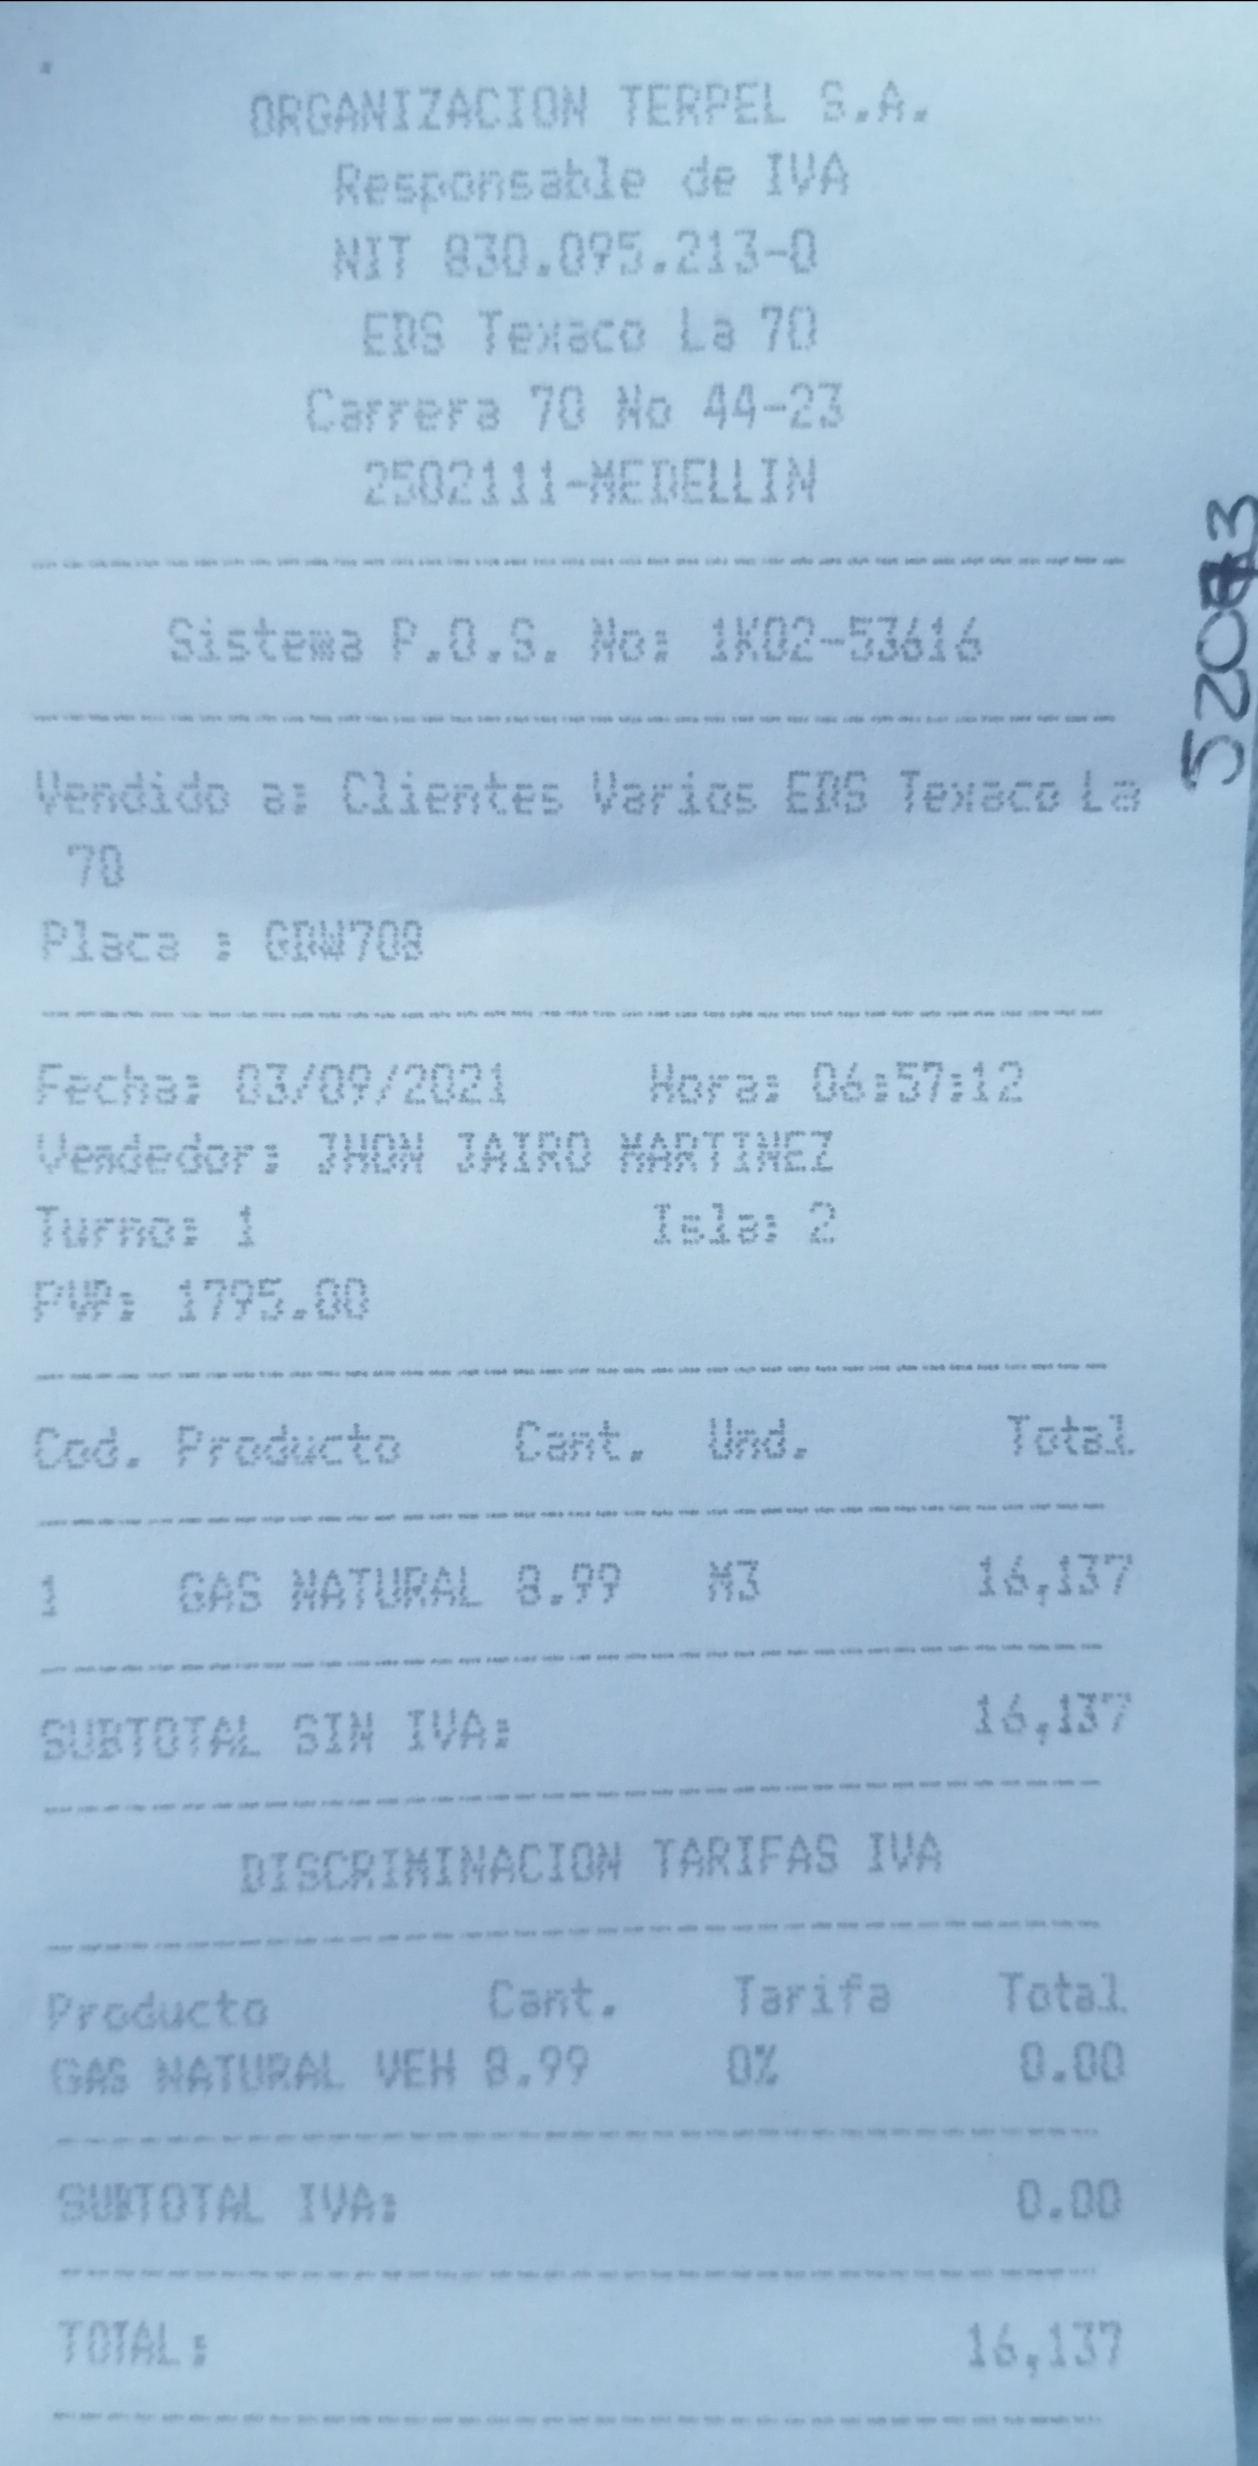 ORGANIZACION TERPEL S.A.
Responsable de IVA
NIT 830.095.213-0
EDS Texaco La 70
Carrera 70 No 44-23
2502111-MEDELLIN
Sistema P.O.S. No: 1K02-53616
Vendido a: Clientes Varios EDS Texaco La
70
Placa : GDW708
Fecha: 03/09/2021 Hora: 06:57:12
Vendedor: JHON JAIRO MARTINEZ
Turno: 1 Isla: 2
PVP: 1795.00
Cod. Producto Cant. Und. Total
1 GAS NATURAL 8.99 M3 16,137
SUBTOTAL SIN IVA: 16,137
DISCRIMINACION TARIFAS IVA
Producto Cant. Tarifa Total
GAS NATURAL VEH 8.99 0% 0.00
SUBTOTAL IVA: 0.00
TOTAL: 16,137